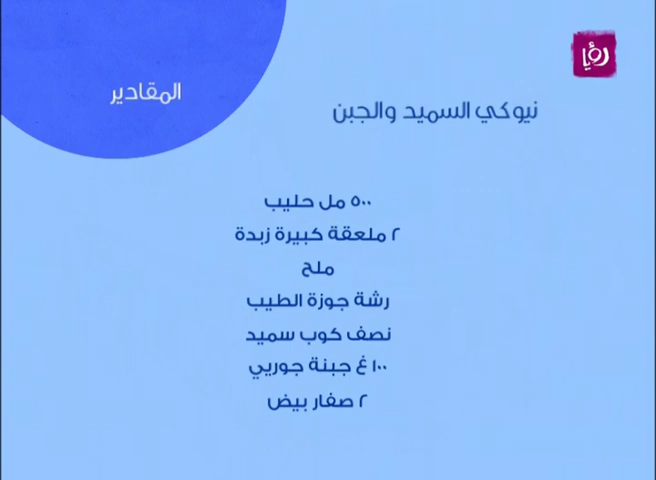 رؤيا
المقادير
نيوكي السميد والجبن
٥٠٠ مل حليب
٢ ملعقة كبيرة زبدة
ملح
رشة جوزة الطيب
نصف كوب سميد
١٠٠ غ جبنة جوريي
٢ صفار بيض